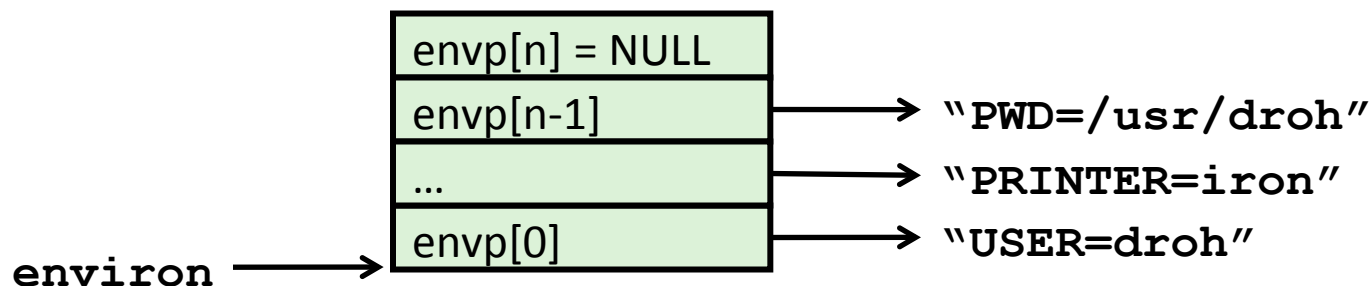 envp[n] = NULL
envp[n-1] “PWD=/usr/droh”
… “PRINTER=iron”
envp[0] “USER=droh”
environ